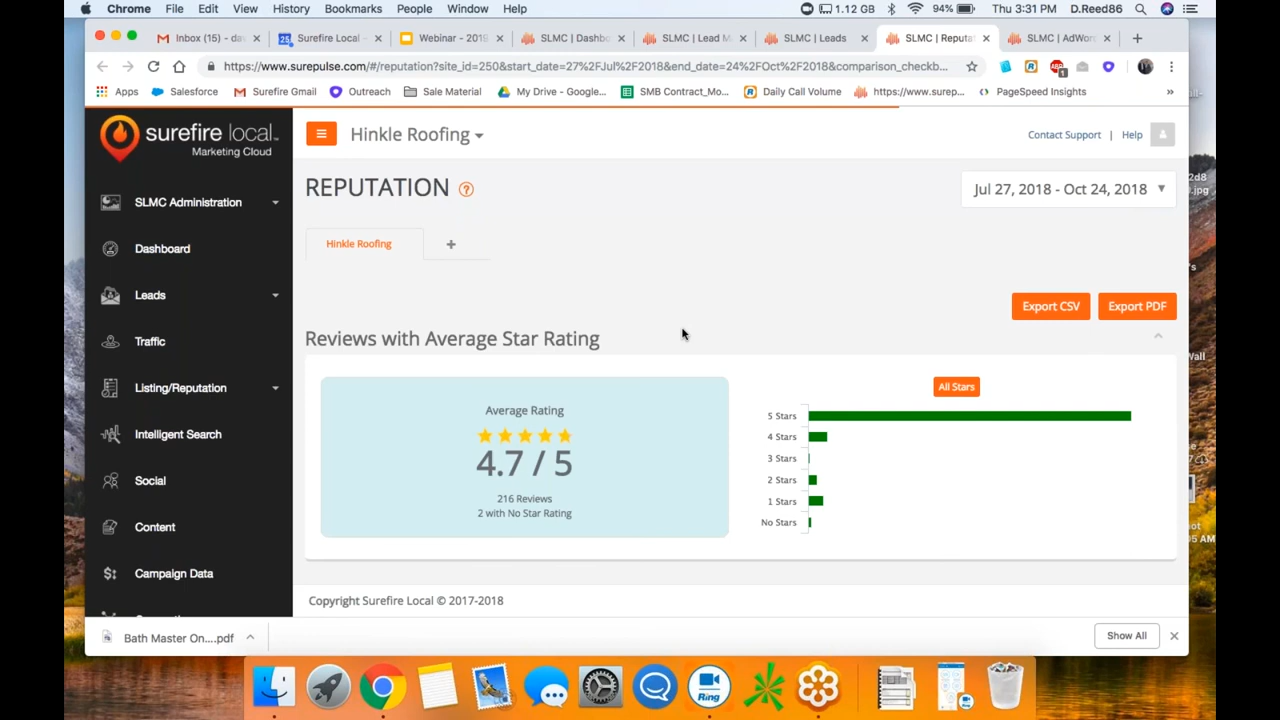 Chrome File Edit View History Bookmarks People Window Help 1.12 GB 94% Thu 3:31 PM D.Reed86
Inbox (15) - dav
Surefire Local –
Webinar - 2019
SLMC | Dashbo
SLMC | Lead M
SLMC | Leads
SLMC | Reputat
SLMC | AdWor
https://www.surepulse.com/#/reputation?site_id=250&start_date=27%2FJul%2F2018&end_date=24%2FOct%2F2018&comparison_checkb...
Apps Salesforce Surefire Gmail Outreach Sale Material My Drive - Google... SMB Contract_Mo... Daily Call Volume https://www.surep... PageSpeed Insights »
surefire local
Marketing Cloud
Hinkle Roofing
Contact Support | Help
REPUTATION ?
Jul 27, 2018 - Oct 24, 2018
SLMC Administration
Dashboard
Leads
Traffic
Listing/Reputation
Intelligent Search
Social
Content
Campaign Data
Hinkle Roofing +
Export CSV Export PDF
Reviews with Average Star Rating
Average Rating
4.7 / 5
216 Reviews
2 with No Star Rating
All Stars
5 Stars
4 Stars
3 Stars
2 Stars
1 Stars
No Stars
Copyright Surefire Local © 2017-2018
Bath Master On....pdf
Show All
Ring